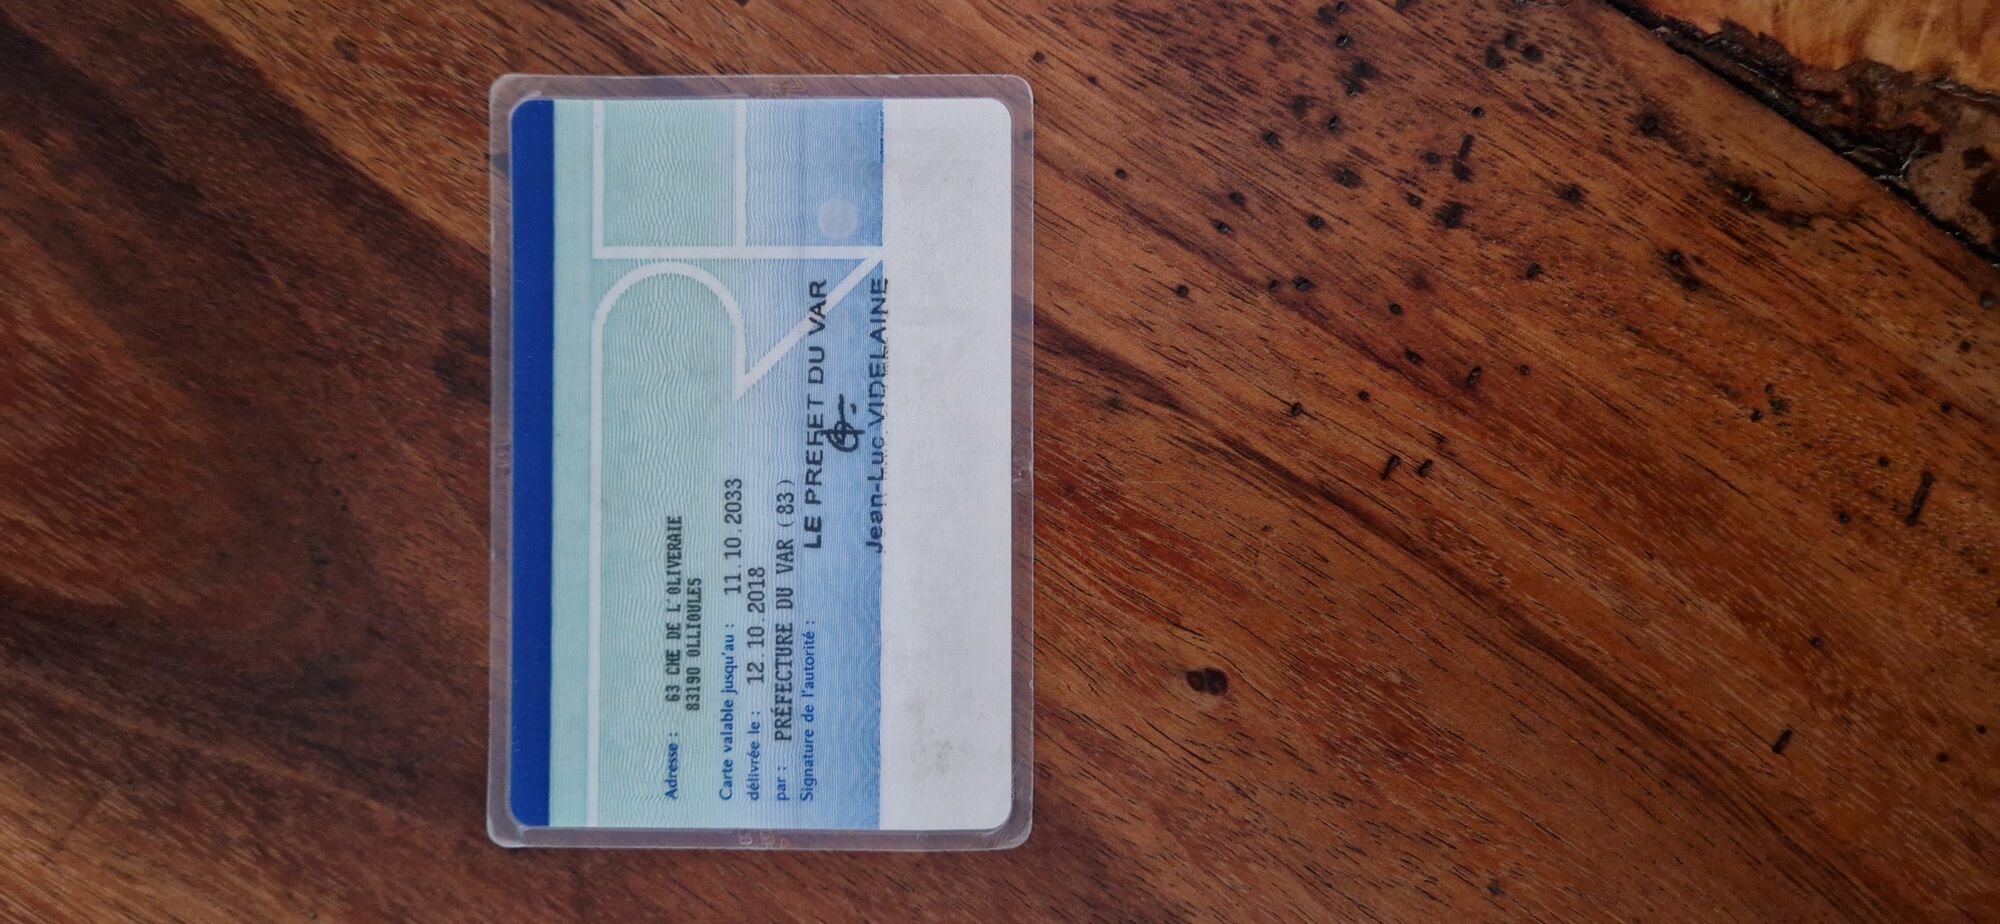 Adresse : 63 CHE DE L'OLIVERAIE
83190 OLLIOULES
Carte valable jusqu'au : 11.10.2033
délivrée le : 12.10.2018
par : PRÉFECTURE DU VAR (83)
Signature de l'autorité :
LE PREFET DU VAR
Jean-Luc VIDELAINE